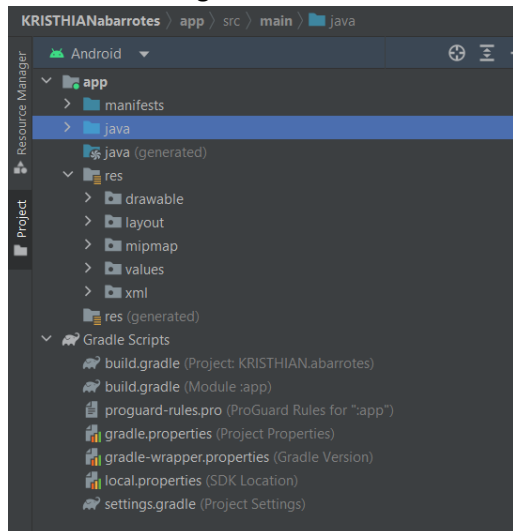 KRISTHIANabarrotes > app > src > main > java
Android
app
manifests
java
java (generated)
res
drawable
layout
mipmap
values
xml
res (generated)
Gradle Scripts
build.gradle (Project: KRISTHIAN.abarrotes)
build.gradle (Module :app)
proguard-rules.pro (ProGuard Rules for ":app")
gradle.properties (Project Properties)
gradle-wrapper.properties (Gradle Version)
local.properties (SDK Location)
settings.gradle (Project Settings)
Resource Manager
Project